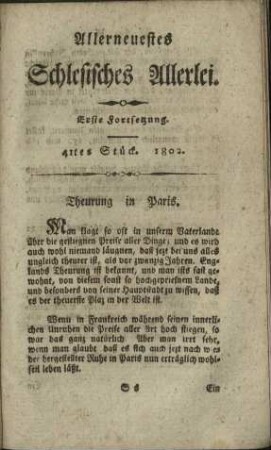 Allerneuestes
Schlesisches Allerlei.
Erste Fortsetzung.
41tes Stück. 1802.
Theurung in Paris.
Man klagt so oft in unserm Vaterlande
über die gestiegnen Preise aller Dinge; und es wird
auch wohl niemand läugnen, daß jezt bei uns alles
ungleich theurer ist, als vor zwanzig Jahren. Eng-
lands Theurung ist bekannt, und man ists fast ge-
wohnt, von diesem sonst so hochgepriesenen Lande,
und besonders von seiner Hauptstadt zu wissen, daß
es der theuerste Plaz in der Welt ist.
Wenn in Frankreich während seinen innerli-
chen Unruhen die Preise aller Art hoch stiegen, so
war das ganz natürlich. Aber man irrt sehr,
wenn man glaubt daß es sich auch jezt nach wie-
der hergestellter Ruhe in Paris nun erträglich wohl-
feil leben läßt.
S s Ein